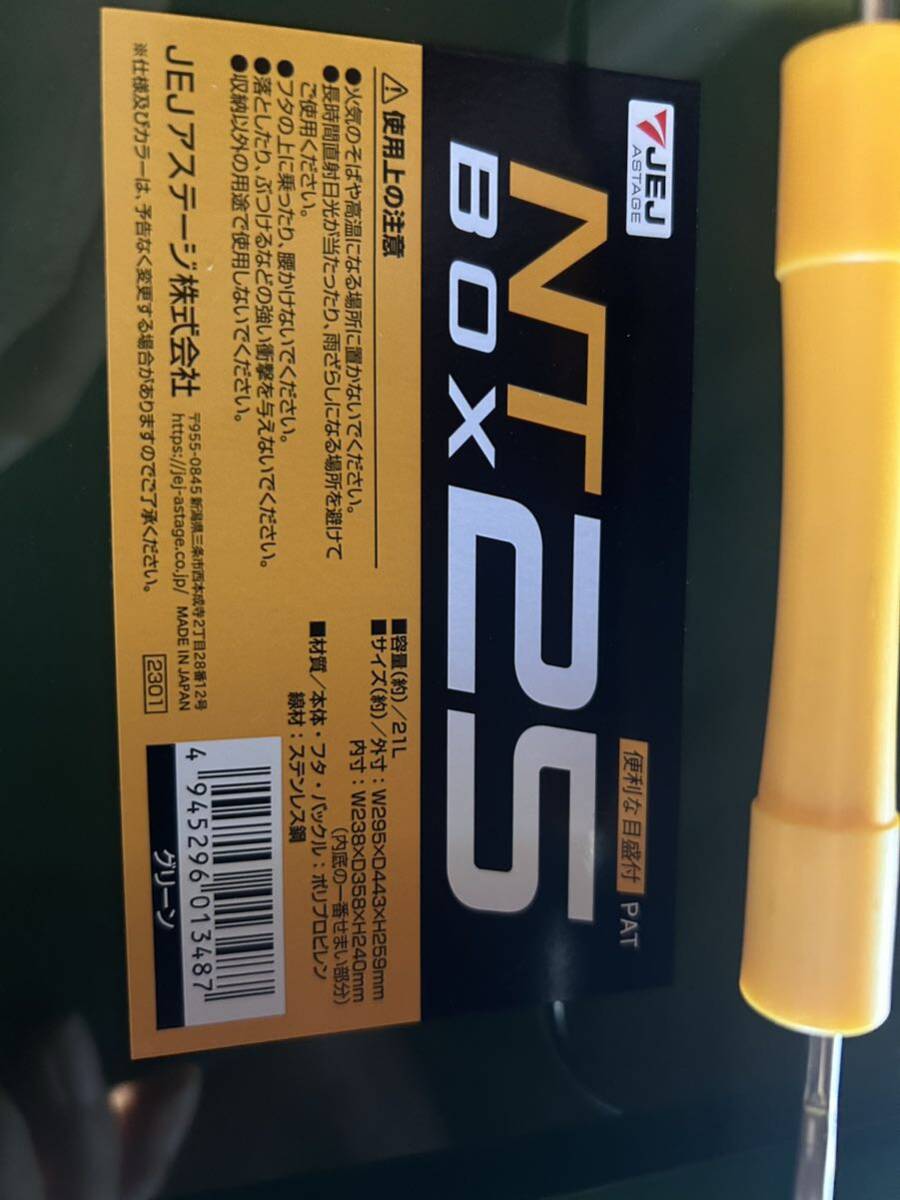 JEJ
ASTAGE
NT
BOX 25
便利な目盛付 PAT
⚠ 使用上の注意
●火気のそばや高温になる場所に置かないでください。
●長時間直射日光が当たったり、雨ざらしになる場所を避けて
ご使用ください。
●フタの上に乗ったり、腰かけないでください。
●落としたり、ぶつけるなどの強い衝撃を与えないでください。
●収納以外の用途で使用しないでください。
JEJアステージ株式会社
〒955-0845 新潟県三条市西本成寺2丁目28番12号
https://jej-astage.co.jp/ MADE IN JAPAN
※仕様及びカラーは、予告なく変更する場合がありますのでご了承ください。
2301
■容量(約)/21L
■サイズ(約)/外寸:W295×D443×H259mm
内寸:W238×D358×H240mm
(内底の一番せまい部分)
■材質/本体・フタ・バックル:ポリプロピレン
線材:ステンレス鋼
4 945296 013487
グリーン